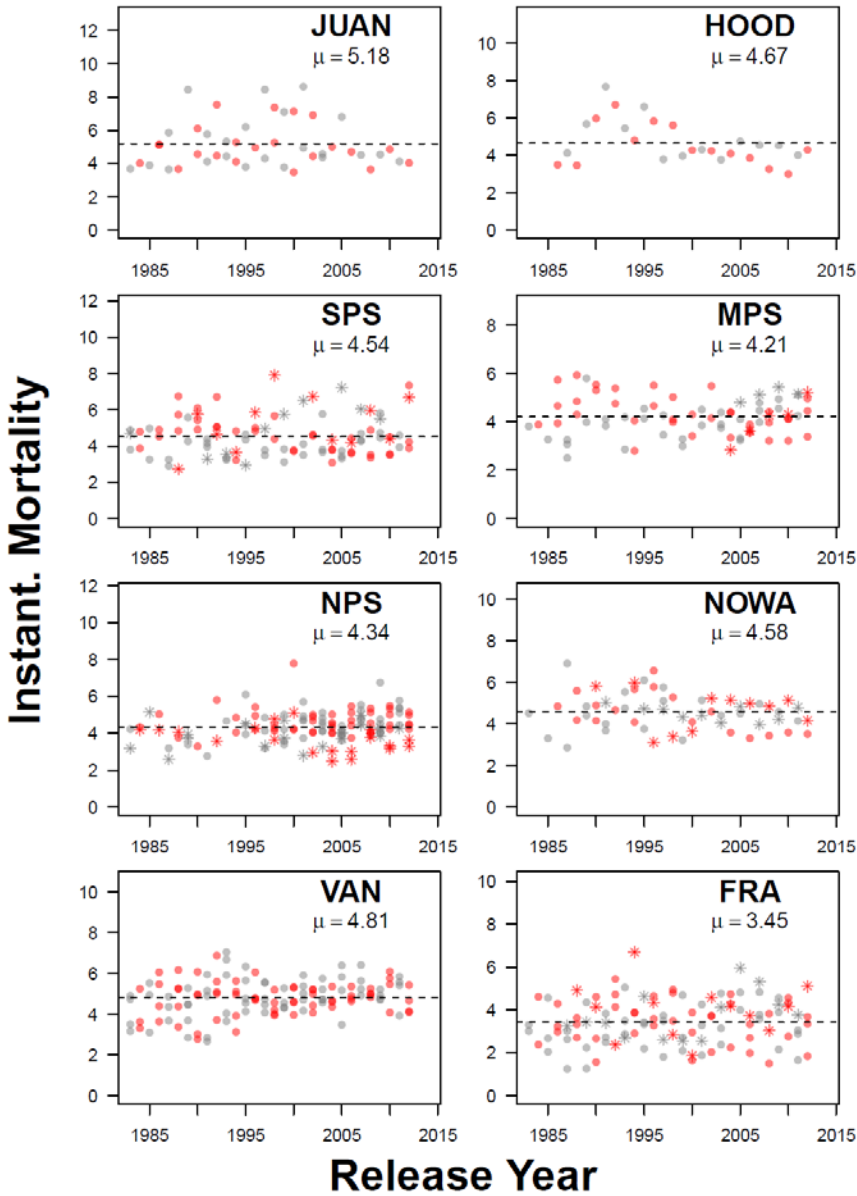 Instant. Mortality
JUAN
μ = 5.18
12
10
8
6
4
2
0
1985 1995 2005 2015
HOOD
μ = 4.67
10
8
6
4
2
0
1985 1995 2005 2015
SPS
μ = 4.54
12
10
8
6
4
2
0
1985 1995 2005 2015
MPS
μ = 4.21
8
6
4
2
0
1985 1995 2005 2015
NPS
μ = 4.34
12
10
8
6
4
2
0
1985 1995 2005 2015
NOWA
μ = 4.58
10
8
6
4
2
0
1985 1995 2005 2015
VAN
μ = 4.81
10
8
6
4
2
0
1985 1995 2005 2015
FRA
μ = 3.45
10
8
6
4
2
0
1985 1995 2005 2015
Release Year